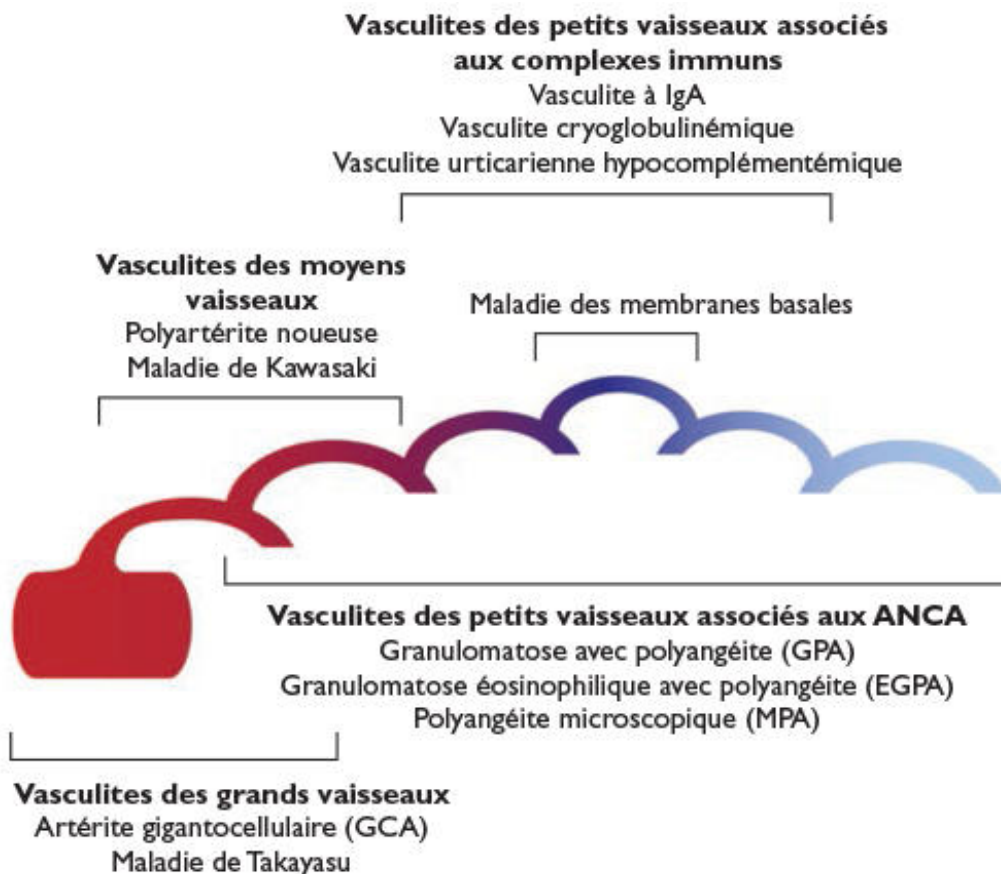 Vasculites des petits vaisseaux associés
aux complexes immuns
Vasculite à IgA
Vasculite cryoglobulinémique
Vasculite urticarienne hypocomplémentémique
Vasculites des moyens
vaisseaux
Polyartérite noueuse
Maladie de Kawasaki
Maladie des membranes basales
Vasculites des petits vaisseaux associés aux ANCA
Granulomatose avec polyangéite (GPA)
Granulomatose éosinophilique avec polyangéite (EGPA)
Polyangéite microscopique (MPA)
Vasculites des grands vaisseaux
Artérite gigantocellulaire (GCA)
Maladie de Takayasu